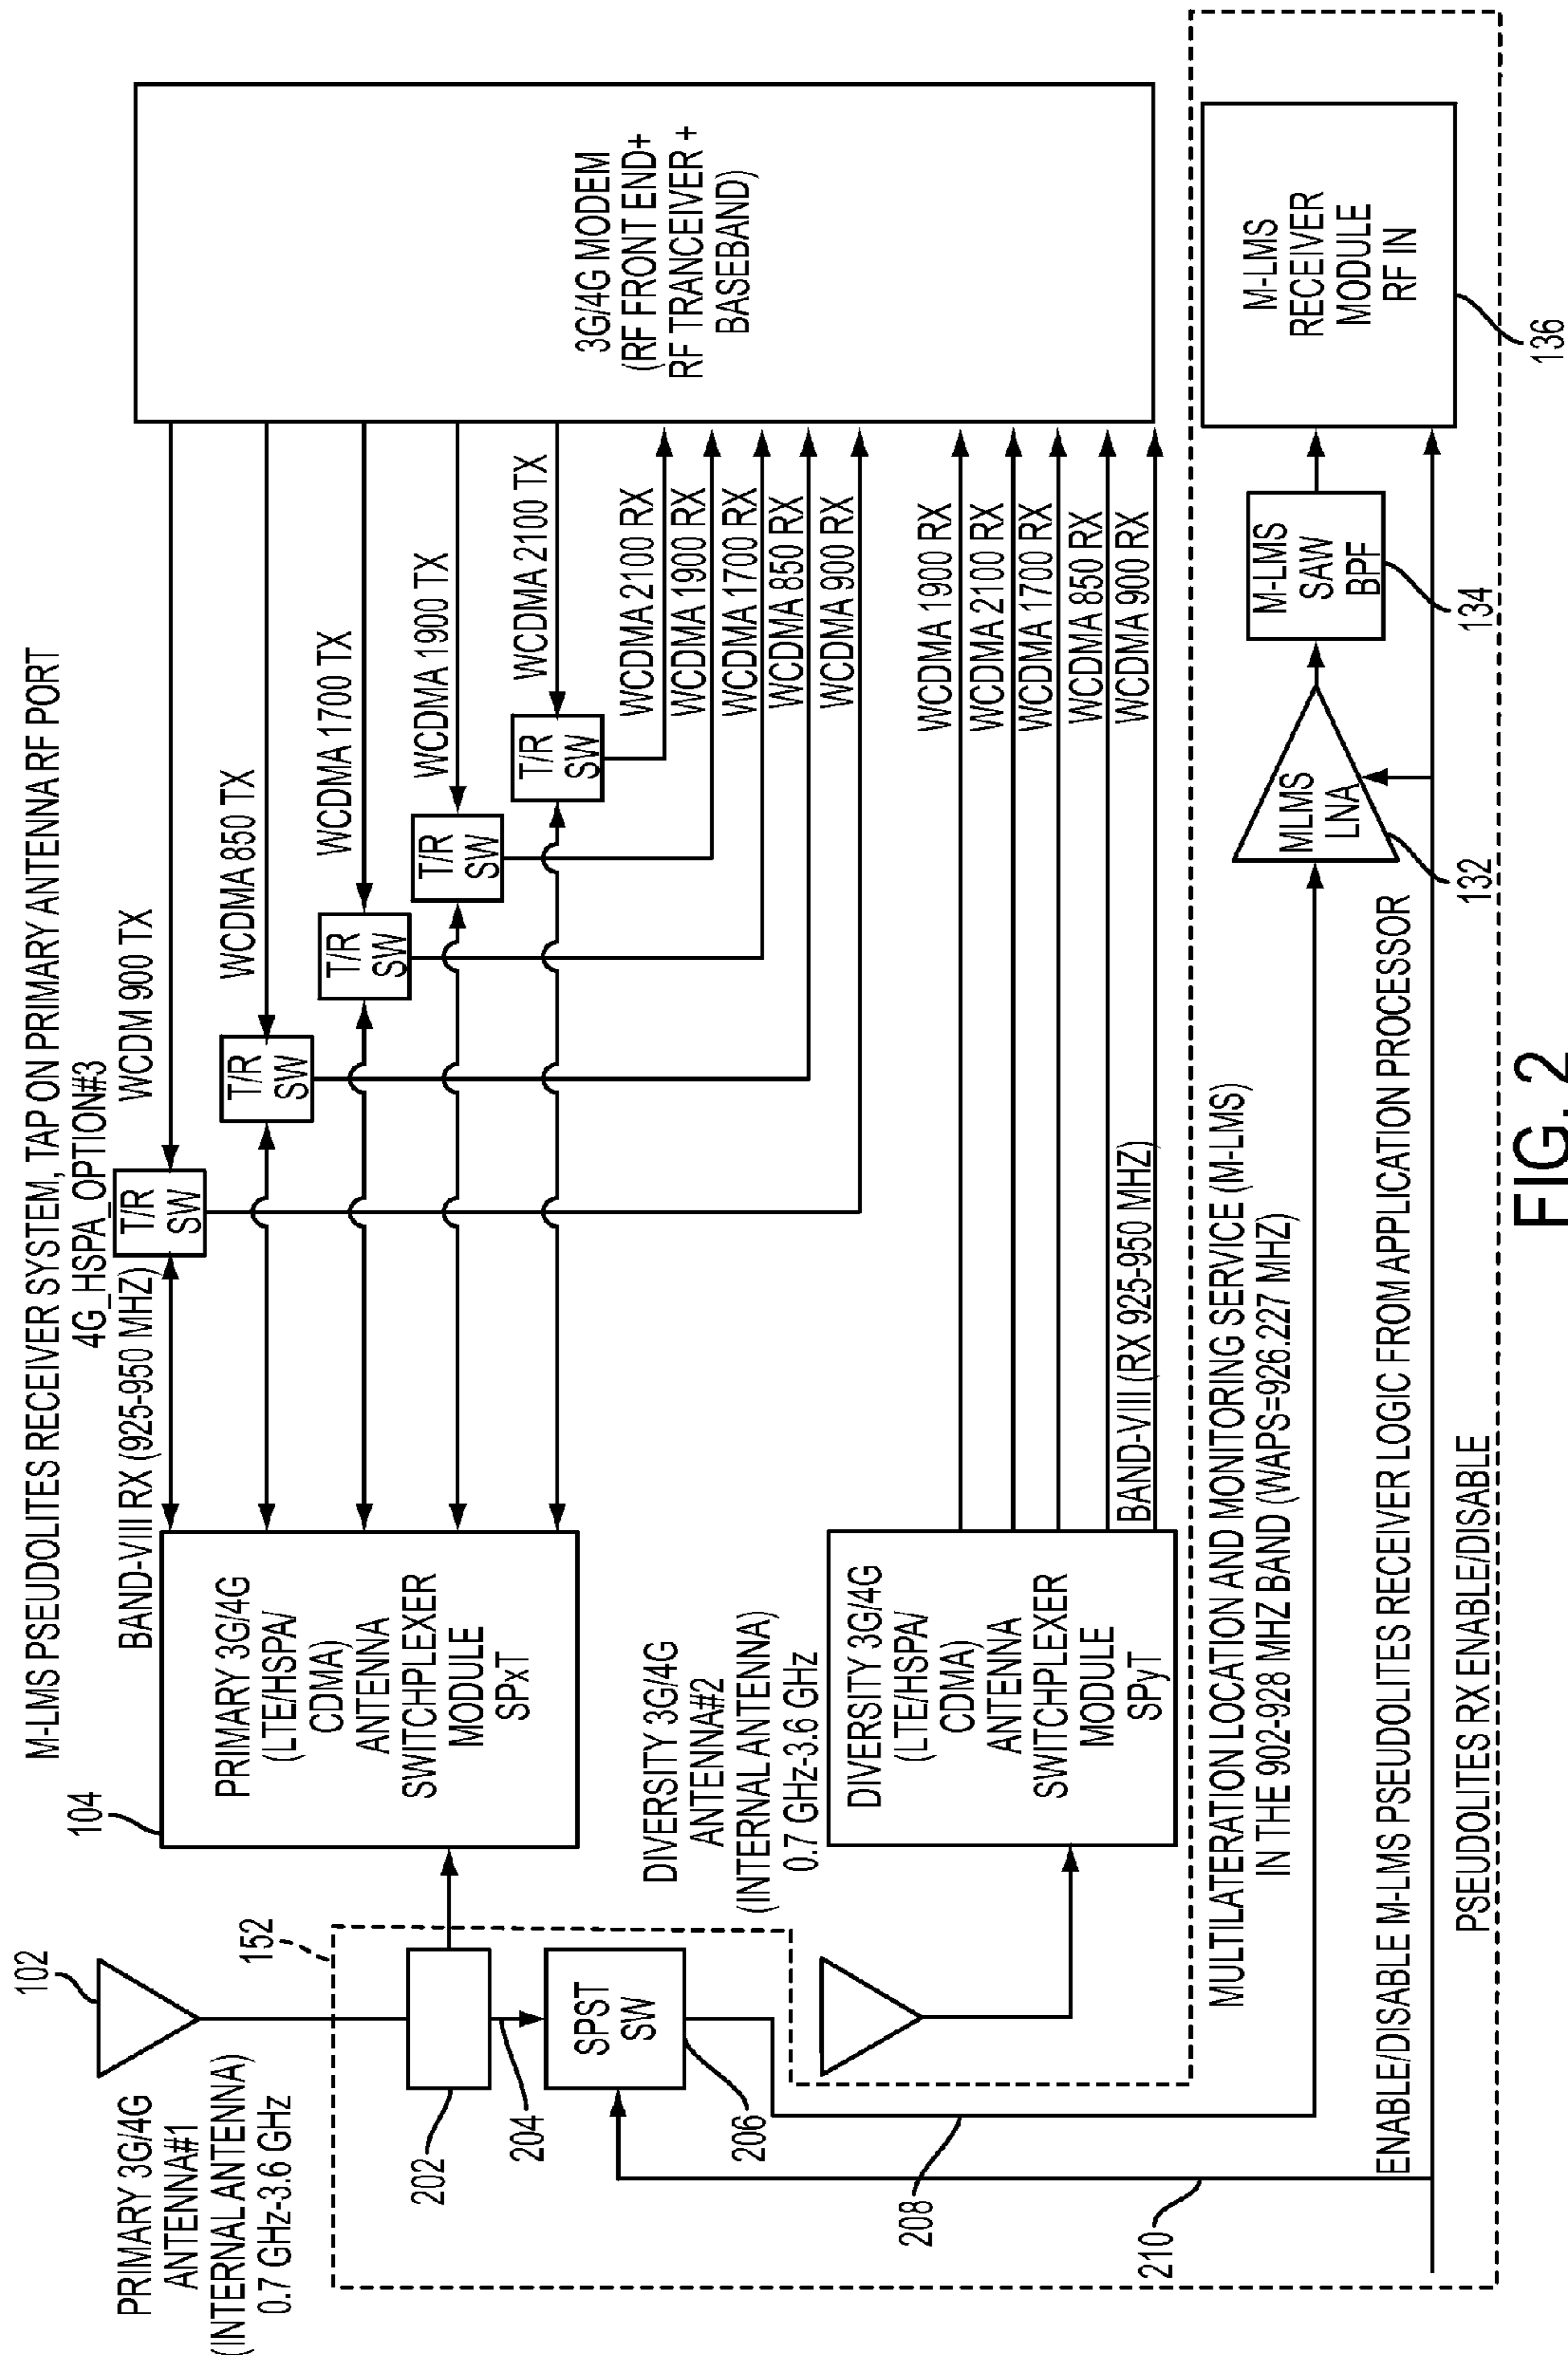 M-LMS PSEUDOLITES RECEIVER SYSTEM, TAP ON PRIMARY ANTENNA RF PORT
4G_HSPA_OPTION#3
102
PRIMARY 3G/4G
ANTENNA#1
(INTERNAL ANTENNA)
0.7 GHz-3.6 GHz
152
202
204
SPST
SW
206
208
210
104
PRIMARY 3G/4G
(LTE/HSPA/
CDMA)
ANTENNA
SWITCHPLEXER
MODULE
SPxT
BAND-VIII RX (925-950 MHZ)
T/R
SW
WCDM 900 TX
T/R
SW
WCDMA 850 TX
T/R
SW
WCDMA 1700 TX
T/R
SW
WCDMA 1900 TX
T/R
SW
WCDMA 2100 TX
WCDMA 2100 RX
WCDMA 1900 RX
WCDMA 1700 RX
WCDMA 850 RX
WCDMA 900 RX
3G/4G MODEM
(RF FRONT END+
RF TRANCEIVER +
BASEBAND)
DIVERSITY 3G/4G
ANTENNA#2
(INTERNAL ANTENNA)
0.7 GHz-3.6 GHz
DIVERSITY 3G/4G
(LTE/HSPA/
CDMA)
ANTENNA
SWITCHPLEXER
MODULE
SPyT
WCDMA 1900 RX
WCDMA 2100 RX
WCDMA 1700 RX
WCDMA 850 RX
WCDMA 900 RX
BAND-VIII (RX 925-950 MHZ)
MULTILATERATION LOCATION AND MONITORING SERVICE (M-LMS)
IN THE 902-928 MHZ BAND (WAPS=926.227 MHZ)
MLMS
LNA
132
M-LMS
SAW
BPF
134
M-LMS
RECEIVER
MODULE
RF IN
136
ENABLE/DISABLE M-LMS PSEUDOLITES RECEIVER LOGIC FROM APPLICATION PROCESSOR
PSEUDOLITES RX ENABLE/DISABLE
FIG. 2